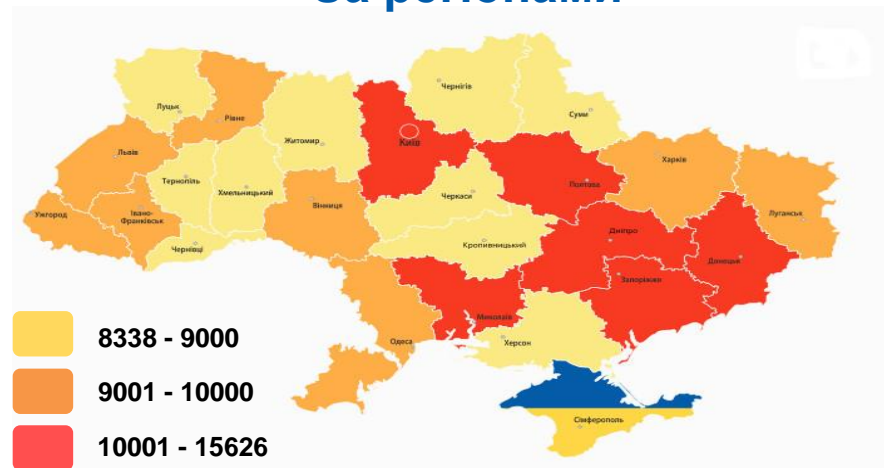 За регіонами
Чернігів
Луцьк
Суми
Рівне
Житомир
Київ
Львів
Харків
Тернопіль
Полтава
Хмельницький
Черкаси
Вінниця
Івано-
Франківськ
Ужгород
Луганськ
Дніпро
Чернівці
Кропивницький
Донецьк
Запоріжжя
Миколаїв
8338 - 9000
Одеса
Херсон
9001 - 10000
Сімферополь
10001 - 15626